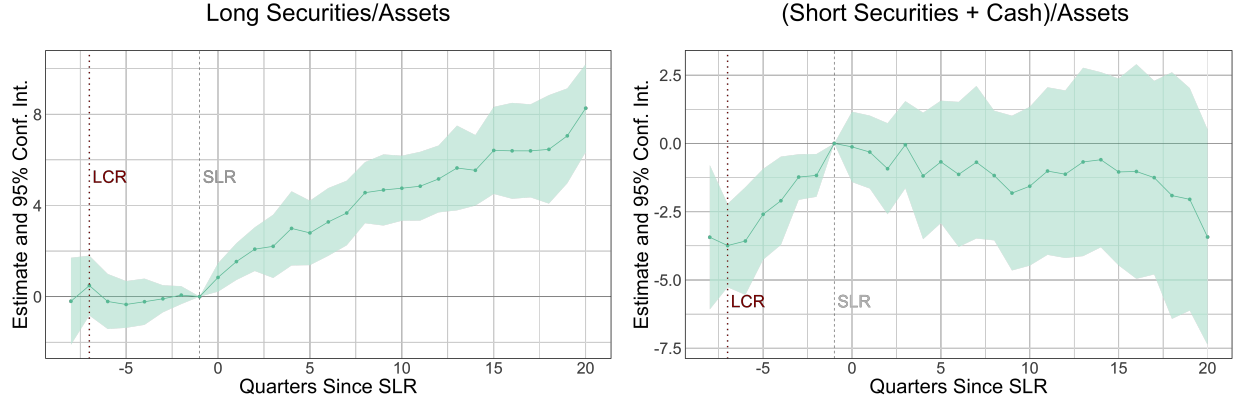 Long Securities/Assets
Estimate and 95% Conf. Int.
8
4
0
LCR
SLR
-5
0
5
10
15
20
Quarters Since SLR
(Short Securities + Cash)/Assets
Estimate and 95% Conf. Int.
2.5
0.0
-2.5
-5.0
-7.5
LCR
SLR
-5
0
5
10
15
20
Quarters Since SLR